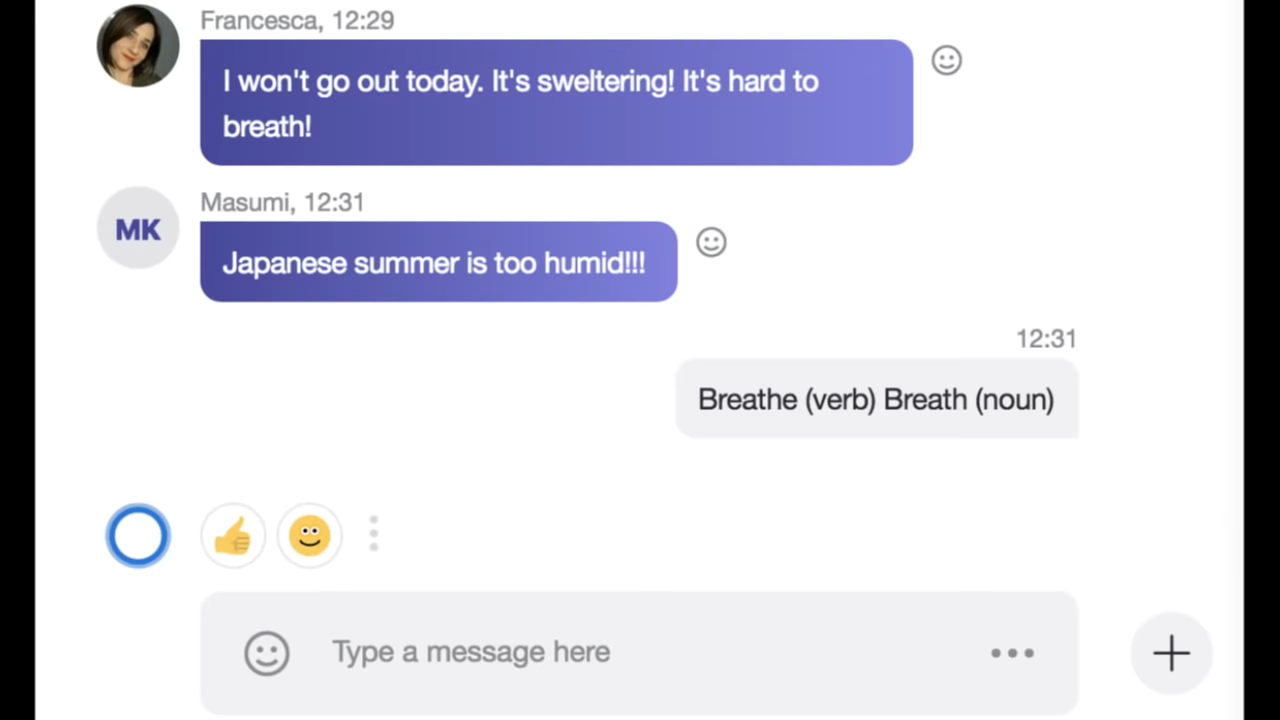 Francesca, 12:29
I won't go out today. It's sweltering! It's hard to
breath!
MK
Masumi, 12:31
Japanese summer is too humid!!!
12:31
Breathe (verb) Breath (noun)
Type a message here